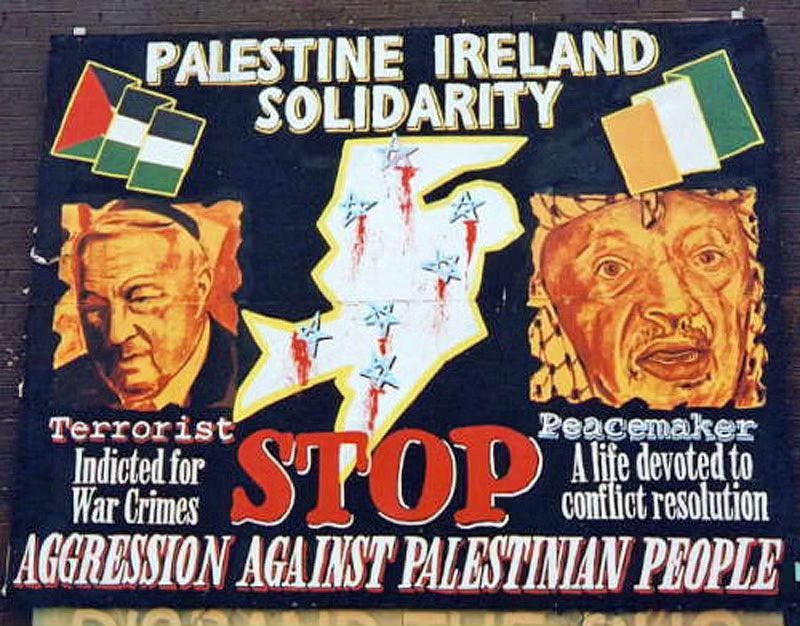 PALESTINE IRELAND
SOLIDARITY
Terrorist
Indicted for
War Crimes
Peacemaker
A life devoted to
conflict resolution
STOP
AGGRESSION AGAINST PALESTINIAN PEOPLE